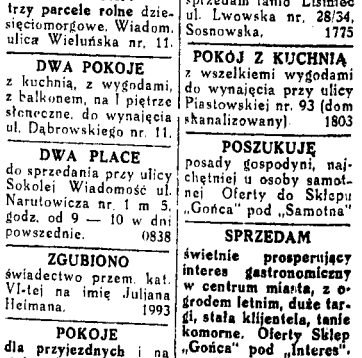 trzy parcele rolne dzie-
sięciomorgowe. Wiadom.
ulica Wieluńska nr. 11.
DWA POKOJE
z kuchnią, z wygodami,
z balkonem, na I piętrze
słoneczne, do wynajęcia
ul. Dąbrowskiego nr. 11.
DWA PLACE
do sprzedania przy ulicy
Sokolej Wiadomość ul.
Narutowicza nr. 1 m 5,
godz. od 9 — 10 w dni
powszednie. 0838
ZGUBIONO
świadectwo przem. kat.
VI-tej na imię Juljana
Heimana. 1993
POKOJE
dla przyjezdnych i na
sprzedam tanio
ul. Lwowska nr. 28/34,
Sosnowska. 1775
POKÓJ Z KUCHNIĄ
z wszelkiemi wygodami
do wynajęcia przy ulicy
Piastowskiej nr. 93 (dom
skanalizowany) 1803
POSZUKUJĘ
posady gospodyni, naj-
chętniej u osoby samot-
nej Oferty do Sklepu
„Gońca" pod „Samotna"
SPRZEDAM
świetnie prosperujący
interes gastronomiczny
w centrum miasta, z o-
grodem letnim, duże tar-
gi, stała klijentela, tanie
komorne. Oferty Sklep
„Gońca" pod „Interes".